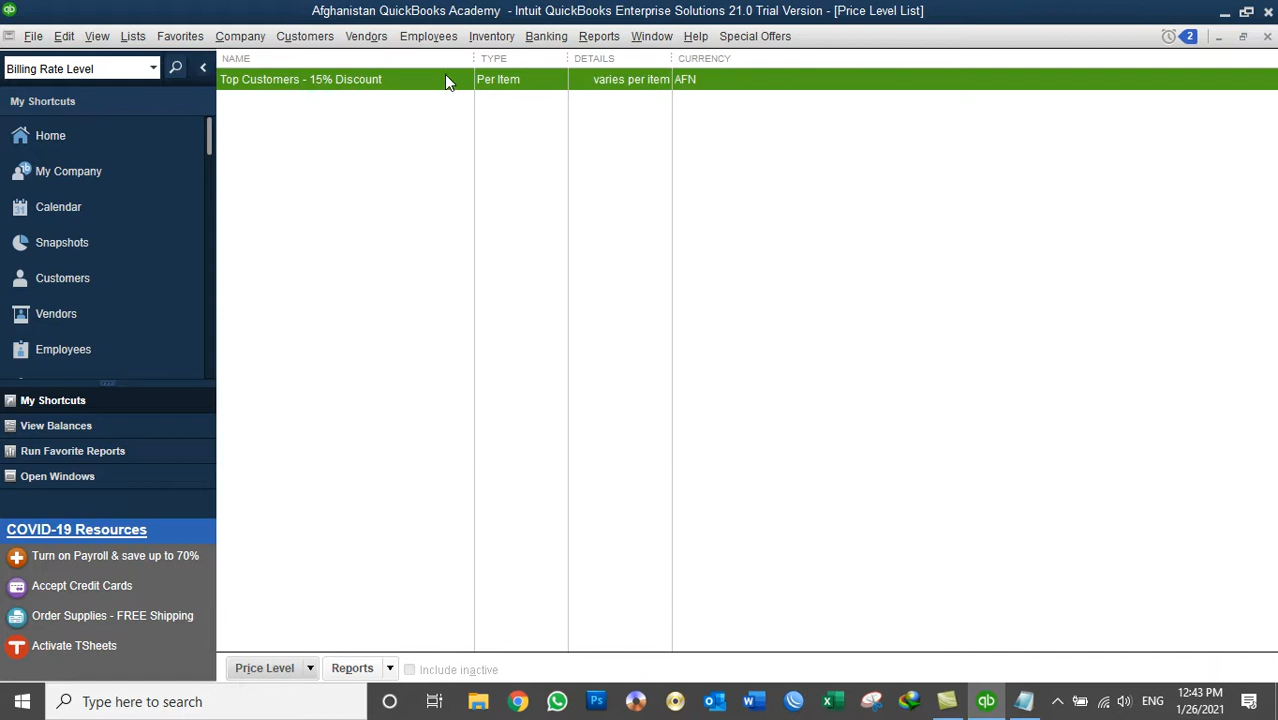 Afghanistan QuickBooks Academy - Intuit QuickBooks Enterprise Solutions 21.0 Trial Version - [Price Level List]
File Edit View Lists Favorites Company Customers Vendors Employees Inventory Banking Reports Window Help Special Offers 2
Billing Rate Level
My Shortcuts
Home
My Company
Calendar
Snapshots
Customers
Vendors
Employees
My Shortcuts
View Balances
Run Favorite Reports
Open Windows
COVID-19 Resources
Turn on Payroll & save up to 70%
Accept Credit Cards
Order Supplies - FREE Shipping
Activate TSheets
NAME TYPE DETAILS CURRENCY
Top Customers - 15% Discount Per Item varies per item AFN
Price Level Reports Include inactive
Type here to search
ENG
12:43 PM
1/26/2021